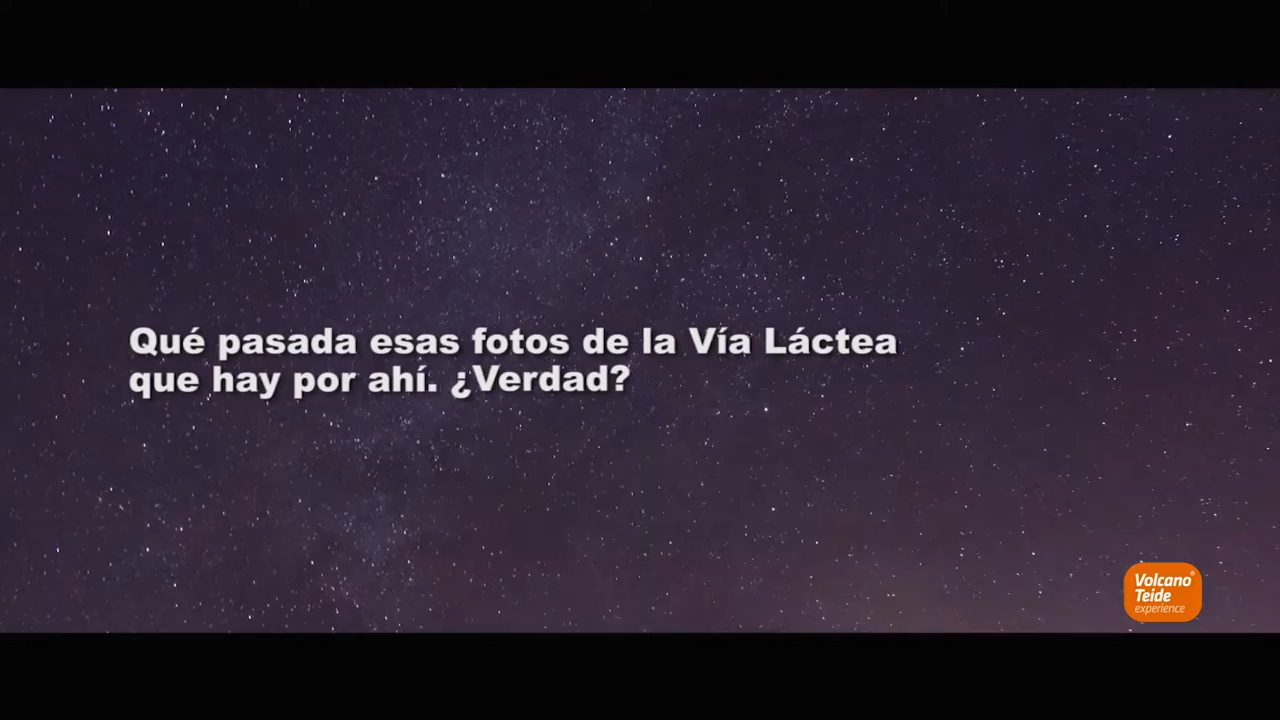 Qué pasada esas fotos de la Vía Láctea
que hay por ahí. ¿Verdad?
Volcano®
Teide
experience